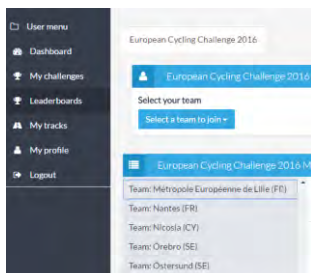 User menu
Dashboard
My challenges
Leaderboards
My tracks
My profile
Logout
European Cycling Challenge 2016
European Cycling Challenge 2016
Select your team
Select a team to join
European Cycling Challenge 2016 M
Team: Métropole Européenne de Lille (FR)
Team: Nantes (FR)
Team: Nicosia (CY)
Team: Örebro (SE)
Team: Östersund (SE)